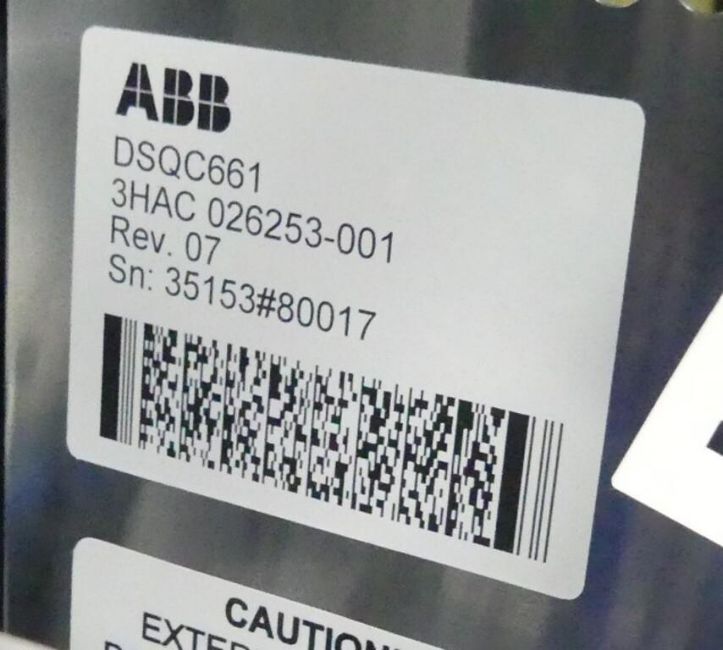 ABB
DSQC661
3HAC 026253-001
Rev. 07
Sn: 35153#80017
CAUTION